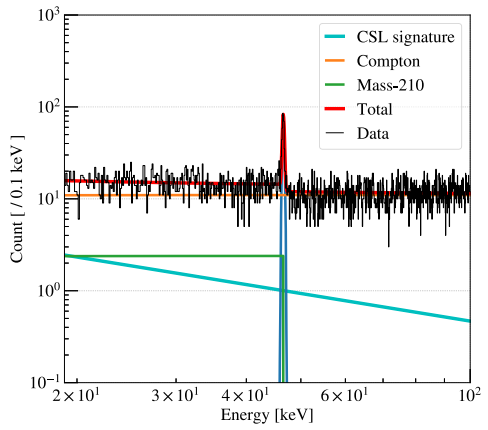 10³
10²
10¹
10⁰
10⁻¹
Count [ / 0.1 keV]
CSL signature
Compton
Mass-210
Total
Data
2 × 10¹
3 × 10¹
4 × 10¹
6 × 10¹
10²
Energy [keV]